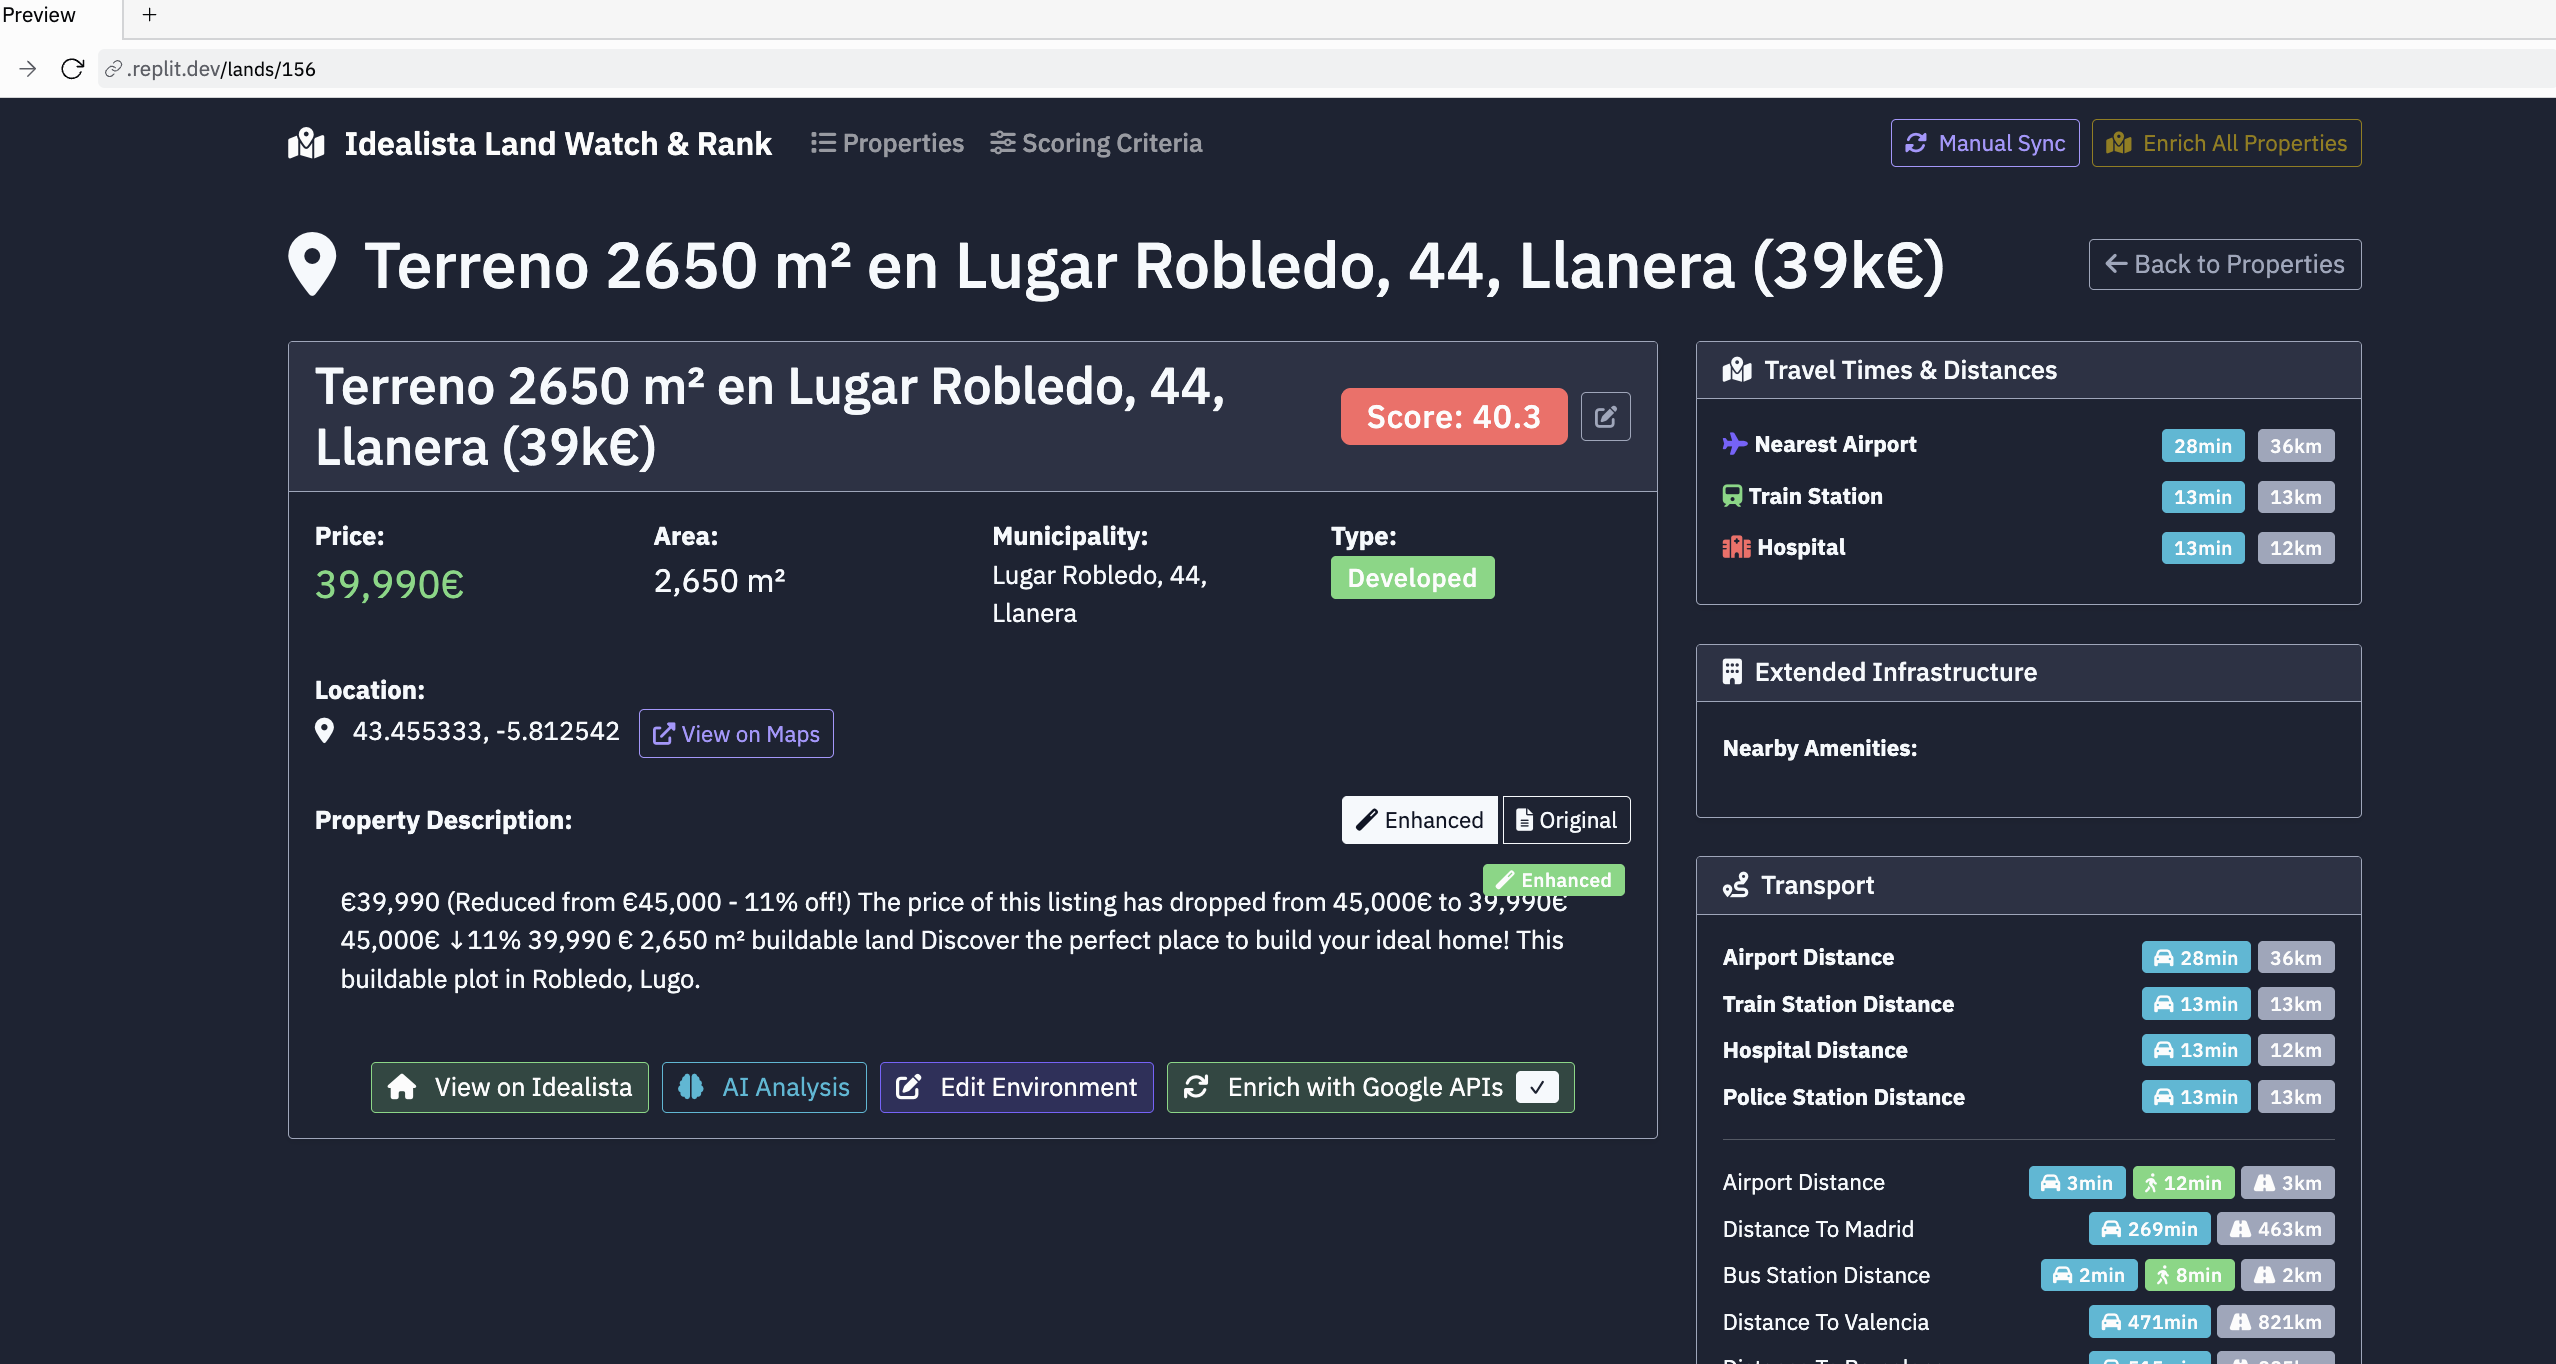 Preview
+
.replit.dev/lands/156
Idealista Land Watch & Rank
Properties
Scoring Criteria
Manual Sync
Enrich All Properties
Terreno 2650 m² en Lugar Robledo, 44, Llanera (39k€)
Back to Properties
Terreno 2650 m² en Lugar Robledo, 44,
Llanera (39k€)
Score: 40.3
Price:
39,990€
Area:
2,650 m²
Municipality:
Lugar Robledo, 44,
Llanera
Type:
Developed
Location:
43.455333, -5.812542
View on Maps
Property Description:
Enhanced
Original
Enhanced
€39,990 (Reduced from €45,000 - 11% off!) The price of this listing has dropped from 45,000€ to 39,990€
45,000€ ↓11% 39,990 € 2,650 m² buildable land Discover the perfect place to build your ideal home! This
buildable plot in Robledo, Lugo.
View on Idealista
AI Analysis
Edit Environment
Enrich with Google APIs
Travel Times & Distances
Nearest Airport 28min 36km
Train Station 13min 13km
Hospital 13min 12km
Extended Infrastructure
Nearby Amenities:
Transport
Airport Distance 28min 36km
Train Station Distance 13min 13km
Hospital Distance 13min 12km
Police Station Distance 13min 13km
Airport Distance 3min 12min 3km
Distance To Madrid 269min 463km
Bus Station Distance 2min 8min 2km
Distance To Valencia 471min 821km